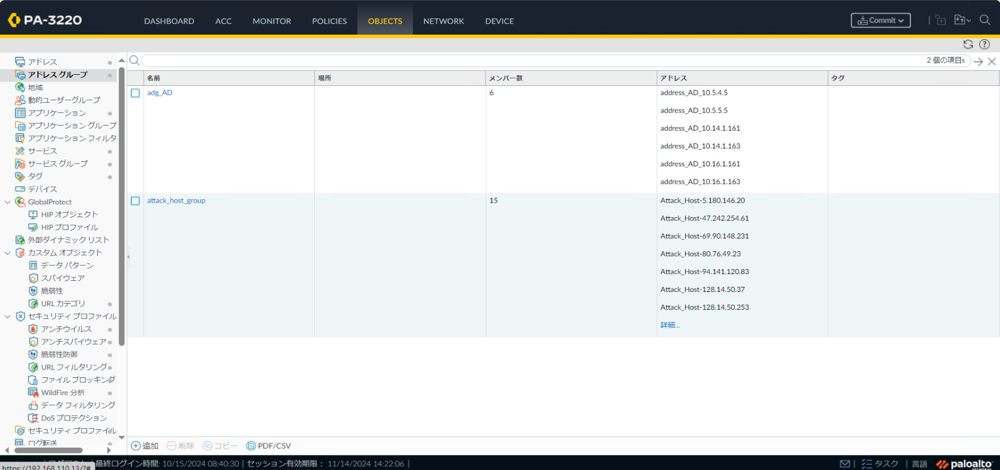 PA-3220
DASHBOARD ACC MONITOR POLICIES OBJECTS NETWORK DEVICE
Commit
アドレス
アドレス グループ
地域
動的ユーザーグループ
アプリケーション
アプリケーション グループ
アプリケーション フィルタ
サービス
サービス グループ
タグ
デバイス
GlobalProtect
HIP オブジェクト
HIP プロファイル
外部ダイナミック リスト
カスタム オブジェクト
データ パターン
スパイウェア
脆弱性
URL カテゴリ
セキュリティ プロファイル
アンチウイルス
アンチスパイウェア
脆弱性防御
URL フィルタリング
ファイル ブロッキング
WildFire 分析
データ フィルタリング
DoS プロテクション
セキュリティ プロファイル
ログ転送
2 個の項目s
名前 場所 メンバー数 アドレス タグ
adg_AD 6 address_AD_10.5.4.5
address_AD_10.5.5.5
address_AD_10.14.1.161
address_AD_10.14.1.163
address_AD_10.16.1.161
address_AD_10.16.1.163
attack_host_group 15 Attack_Host-5.180.146.20
Attack_Host-47.242.254.61
Attack_Host-69.90.148.231
Attack_Host-80.76.49.23
Attack_Host-94.141.120.83
Attack_Host-128.14.50.37
Attack_Host-128.14.50.253
詳細...
追加 削除 コピー PDF/CSV
https://192.168.110.13/?# | 最終ログイン時間: 10/15/2024 08:40:30 | セッション有効期限： 11/14/2024 14:22:06 |
| タスク | 言語 paloalto
NETWORKS